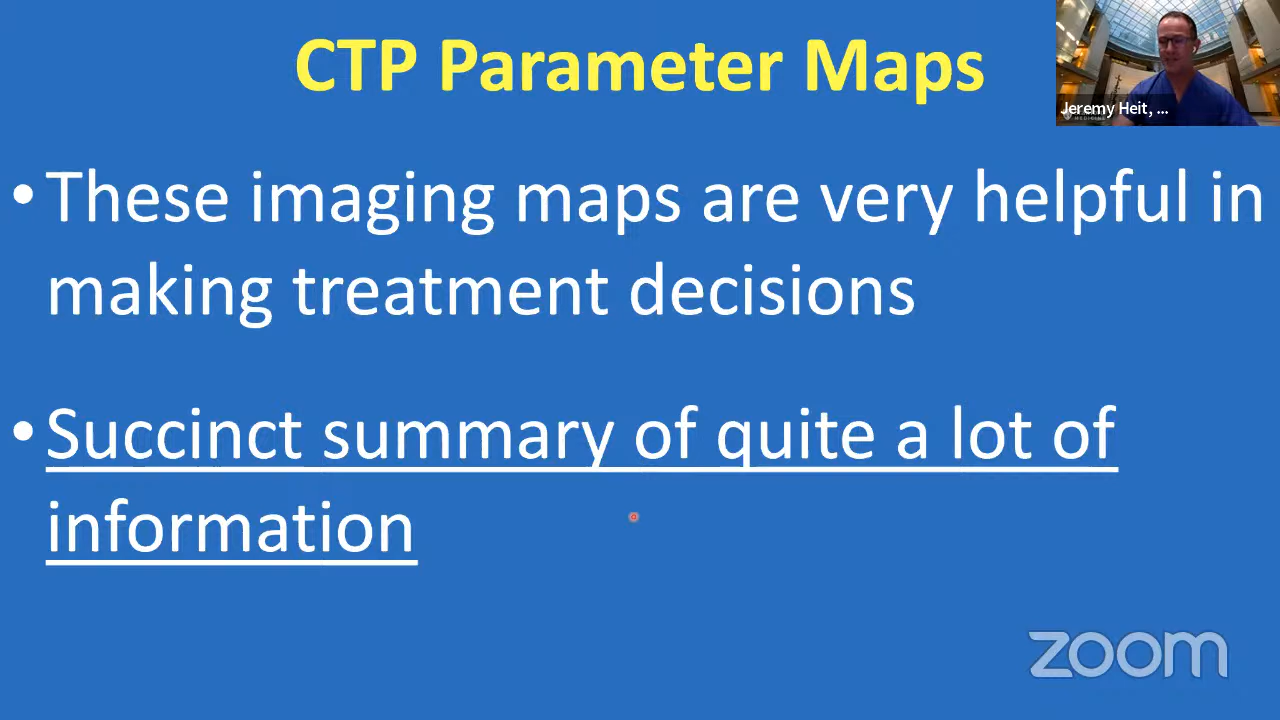 CTP Parameter Maps
Jeremy Heit, ...
MEDICINE
• These imaging maps are very helpful in
making treatment decisions
• Succinct summary of quite a lot of
information
zoom